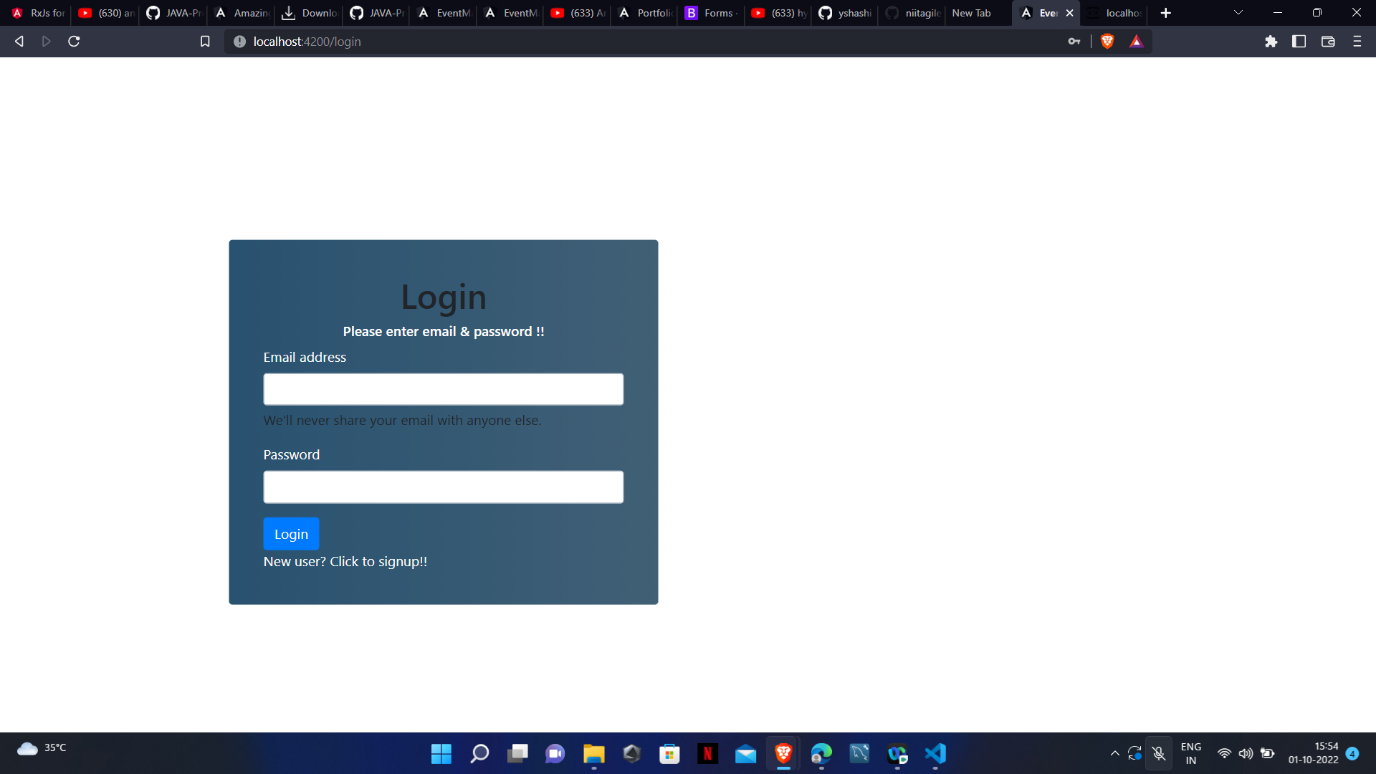 RxJs for
(630) an
JAVA-Pr
Amazin
Downlo
JAVA-Pr
EventM
EventM
(633) A
Portfoli
B Forms -
(633) hy
yshashi
niitagile
New Tab
Eve
localhos
localhost:4200/login
Login
Please enter email & password !!
Email address
We'll never share your email with anyone else.
Password
Login
New user? Click to signup!!
35°C
ENG
IN
15:54
01-10-2022
4